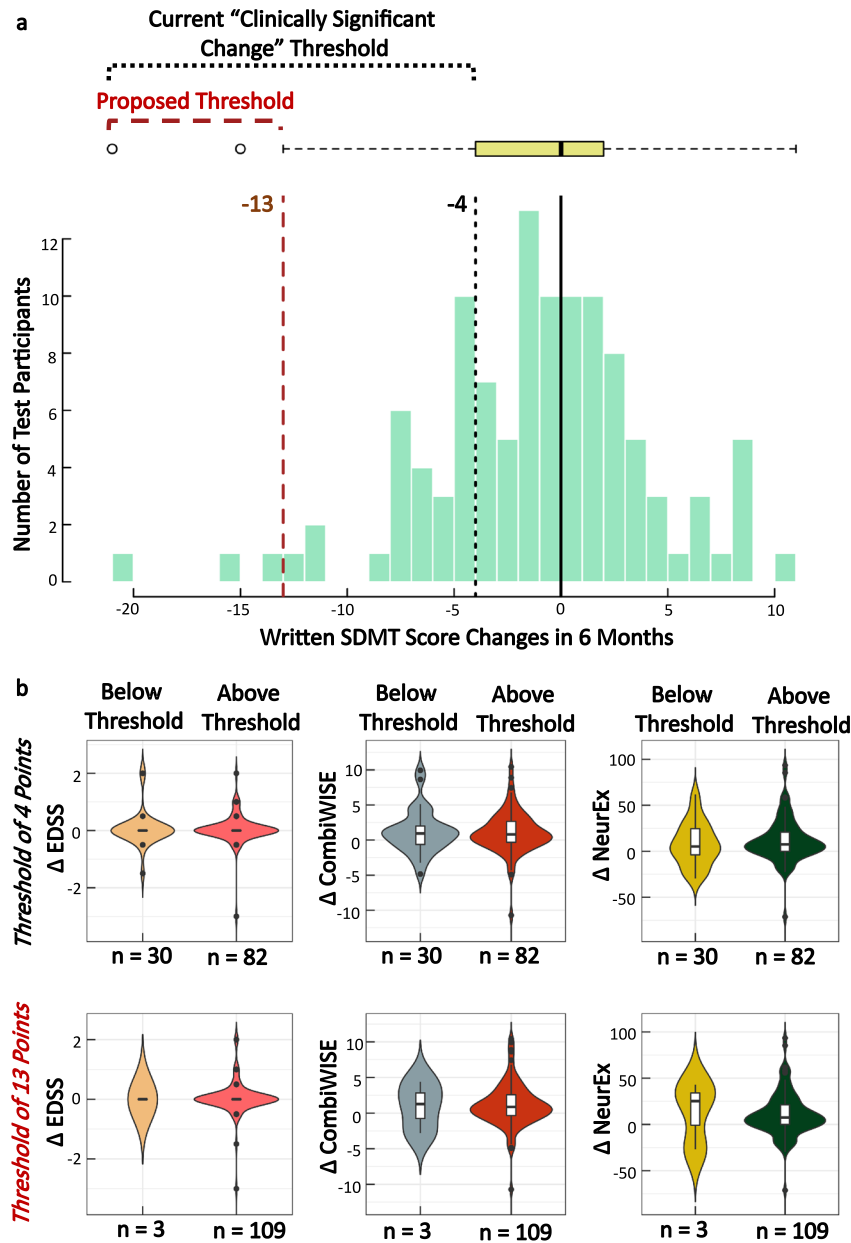 a
Current “Clinically Significant
Change” Threshold
Proposed Threshold
-13
-4
12
10
8
6
4
2
0
Number of Test Participants
-20
-15
-10
-5
0
5
10
Written SDMT Score Changes in 6 Months
b
Below
Threshold
Above
Threshold
Below
Threshold
Above
Threshold
Below
Threshold
Above
Threshold
Threshold of 4 Points
Δ EDSS
2
0
-2
n = 30
n = 82
Δ CombiWISE
10
5
0
-5
-10
n = 30
n = 82
Δ NeurEx
100
50
0
-50
n = 30
n = 82
Threshold of 13 Points
Δ EDSS
2
0
-2
n = 3
n = 109
Δ CombiWISE
10
5
0
-5
-10
n = 3
n = 109
Δ NeurEx
100
50
0
-50
n = 3
n = 109